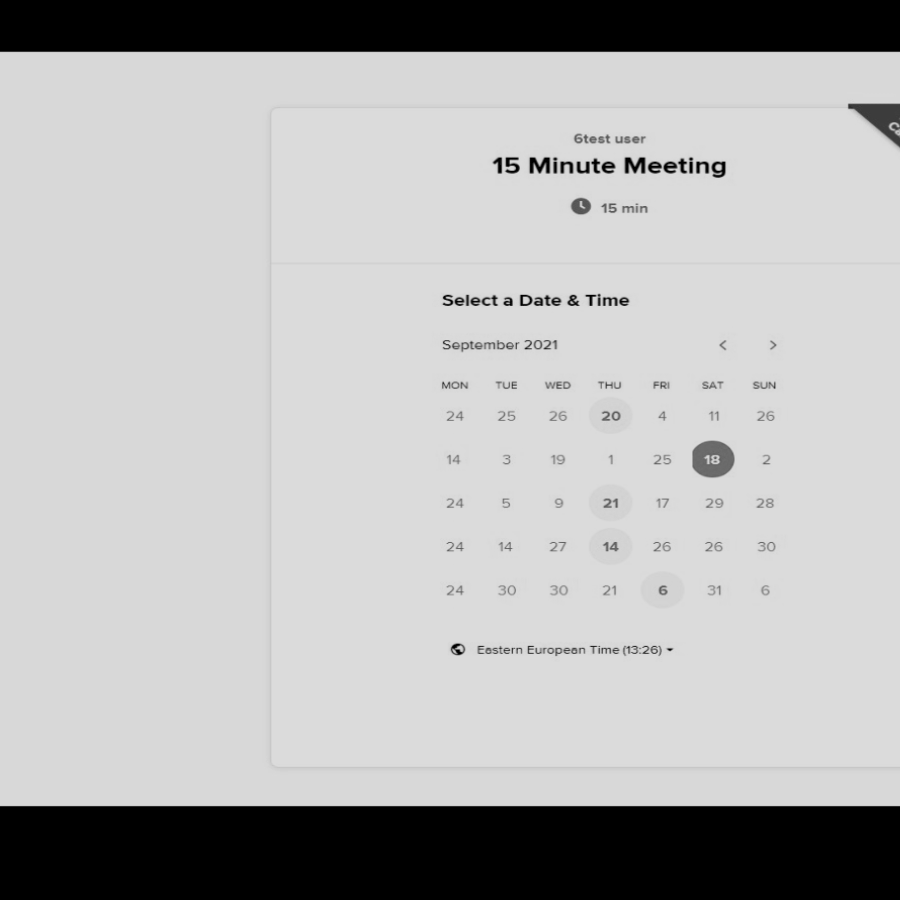 6test user
15 Minute Meeting
15 min
Select a Date & Time
September 2021
MON TUE WED THU FRI SAT SUN
24 25 26 20 4 11 26
14 3 19 1 25 18 2
24 5 9 21 17 29 28
24 14 27 14 26 26 30
24 30 30 21 6 31 6
Eastern European Time (13:26)